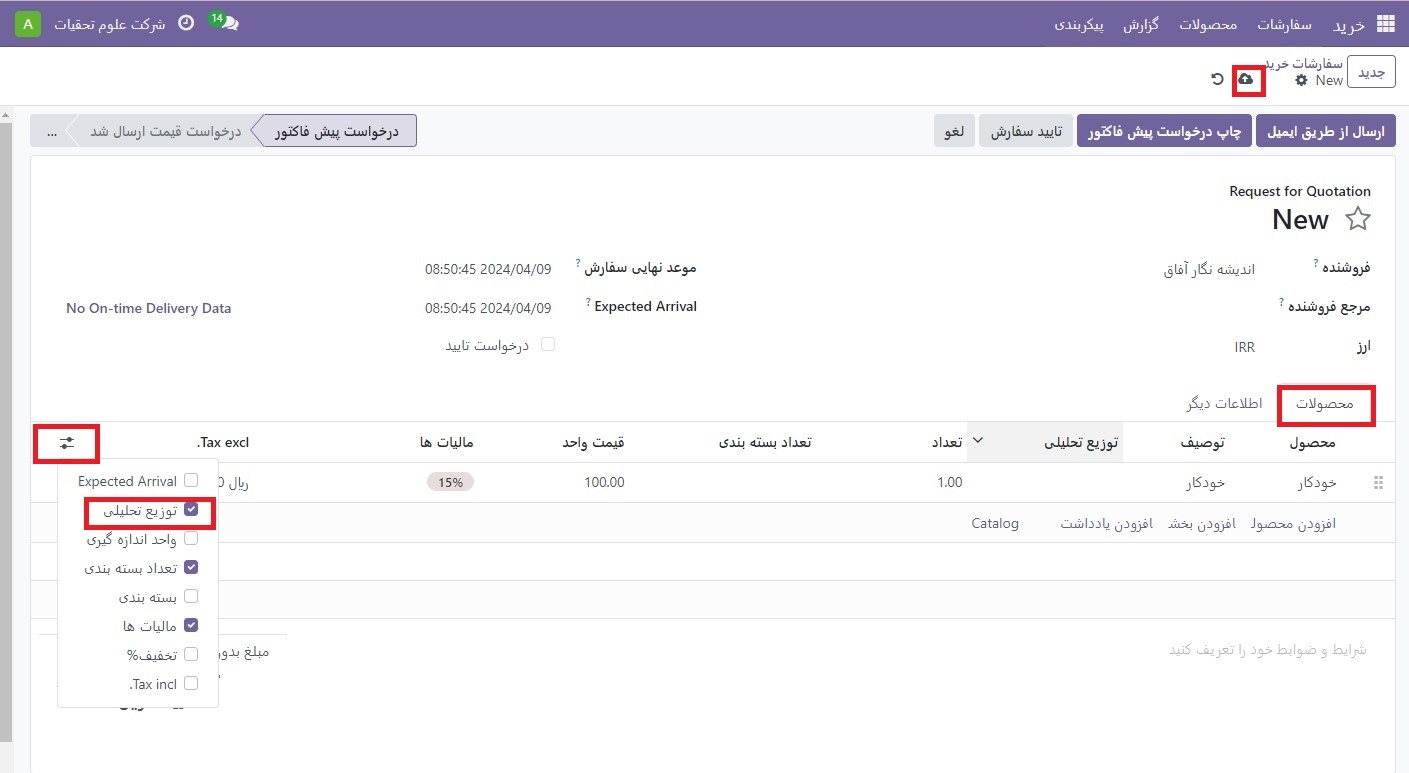 خرید سفارشات محصولات گزارش پیکربندی 14 شرکت علوم تحقیات A
جدید سفارشات خرید
New
ارسال از طریق ایمیل چاپ درخواست پیش فاکتور تایید سفارش لغو درخواست پیش فاکتور درخواست قیمت ارسال شد ...
Request for Quotation
New
فروشنده ? اندیشه نگار آفاق موعد نهایی سفارش ? 08:50:45 2024/04/09
مرجع فروشنده ? Expected Arrival ? 08:50:45 2024/04/09 No On-time Delivery Data
ارز IRR درخواست تایید
محصولات اطلاعات دیگر
محصول توصیف توزیع تحلیلی تعداد تعداد بسته بندی قیمت واحد مالیات ها Tax excl.
خودکار خودکار 1.00 100.00 15% ریال 0
افزودن محصول افزودن بخش افزودن یادداشت Catalog
Expected Arrival
توزیع تحلیلی
واحد اندازه گیری
تعداد بسته بندی
بسته بندی
مالیات ها
تخفیف%
Tax incl.
شرایط و ضوابط خود را تعریف کنید مبلغ بدون